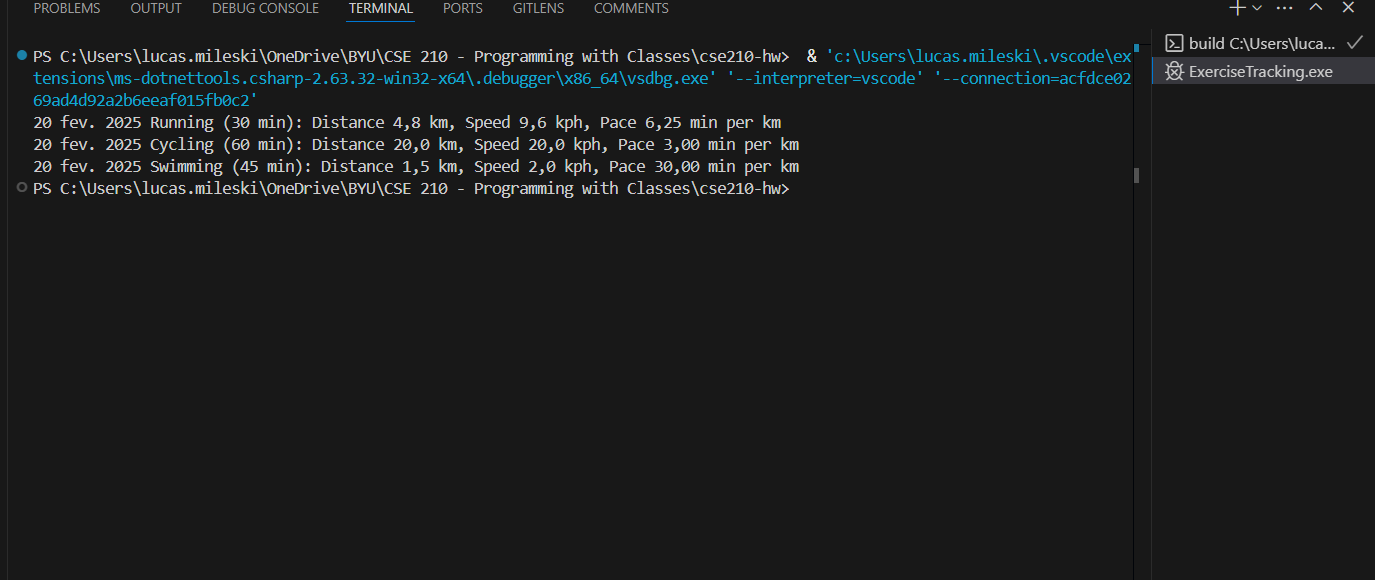 PROBLEMS OUTPUT DEBUG CONSOLE TERMINAL PORTS GITLENS COMMENTS
PS C:\Users\lucas.mileski\OneDrive\BYU\CSE 210 - Programming with Classes\cse210-hw>  & 'c:\Users\lucas.mileski\.vscode\ex
tensions\ms-dotnettools.csharp-2.63.32-win32-x64\.debugger\x86_64\vsdbg.exe' '--interpreter=vscode' '--connection=acfdce02
69ad4d92a2b6eeaf015fb0c2'
20 fev. 2025 Running (30 min): Distance 4,8 km, Speed 9,6 kph, Pace 6,25 min per km
20 fev. 2025 Cycling (60 min): Distance 20,0 km, Speed 20,0 kph, Pace 3,00 min per km
20 fev. 2025 Swimming (45 min): Distance 1,5 km, Speed 2,0 kph, Pace 30,00 min per km
PS C:\Users\lucas.mileski\OneDrive\BYU\CSE 210 - Programming with Classes\cse210-hw>
build C:\Users\luca...
ExerciseTracking.exe